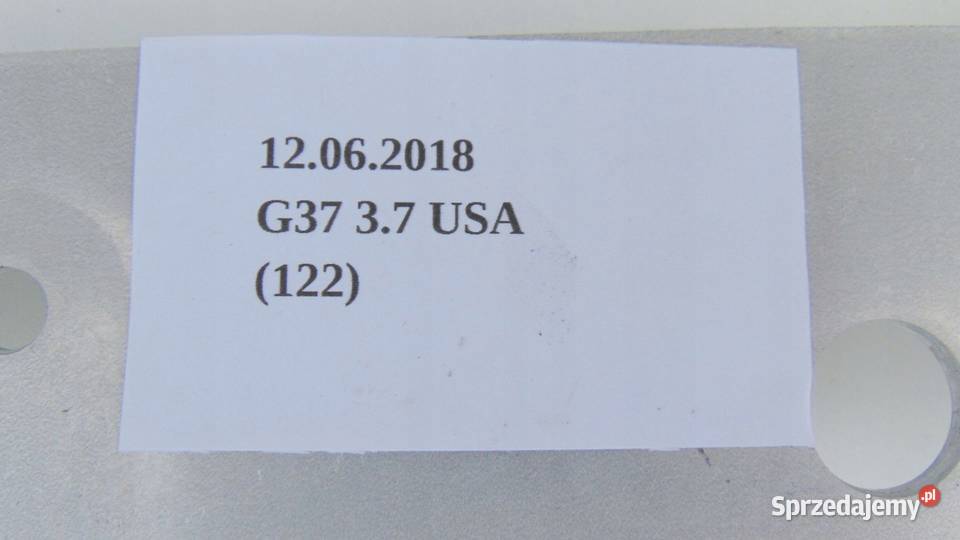 12.06.2018
G37 3.7 USA
(122)
Sprzedajemy.pl